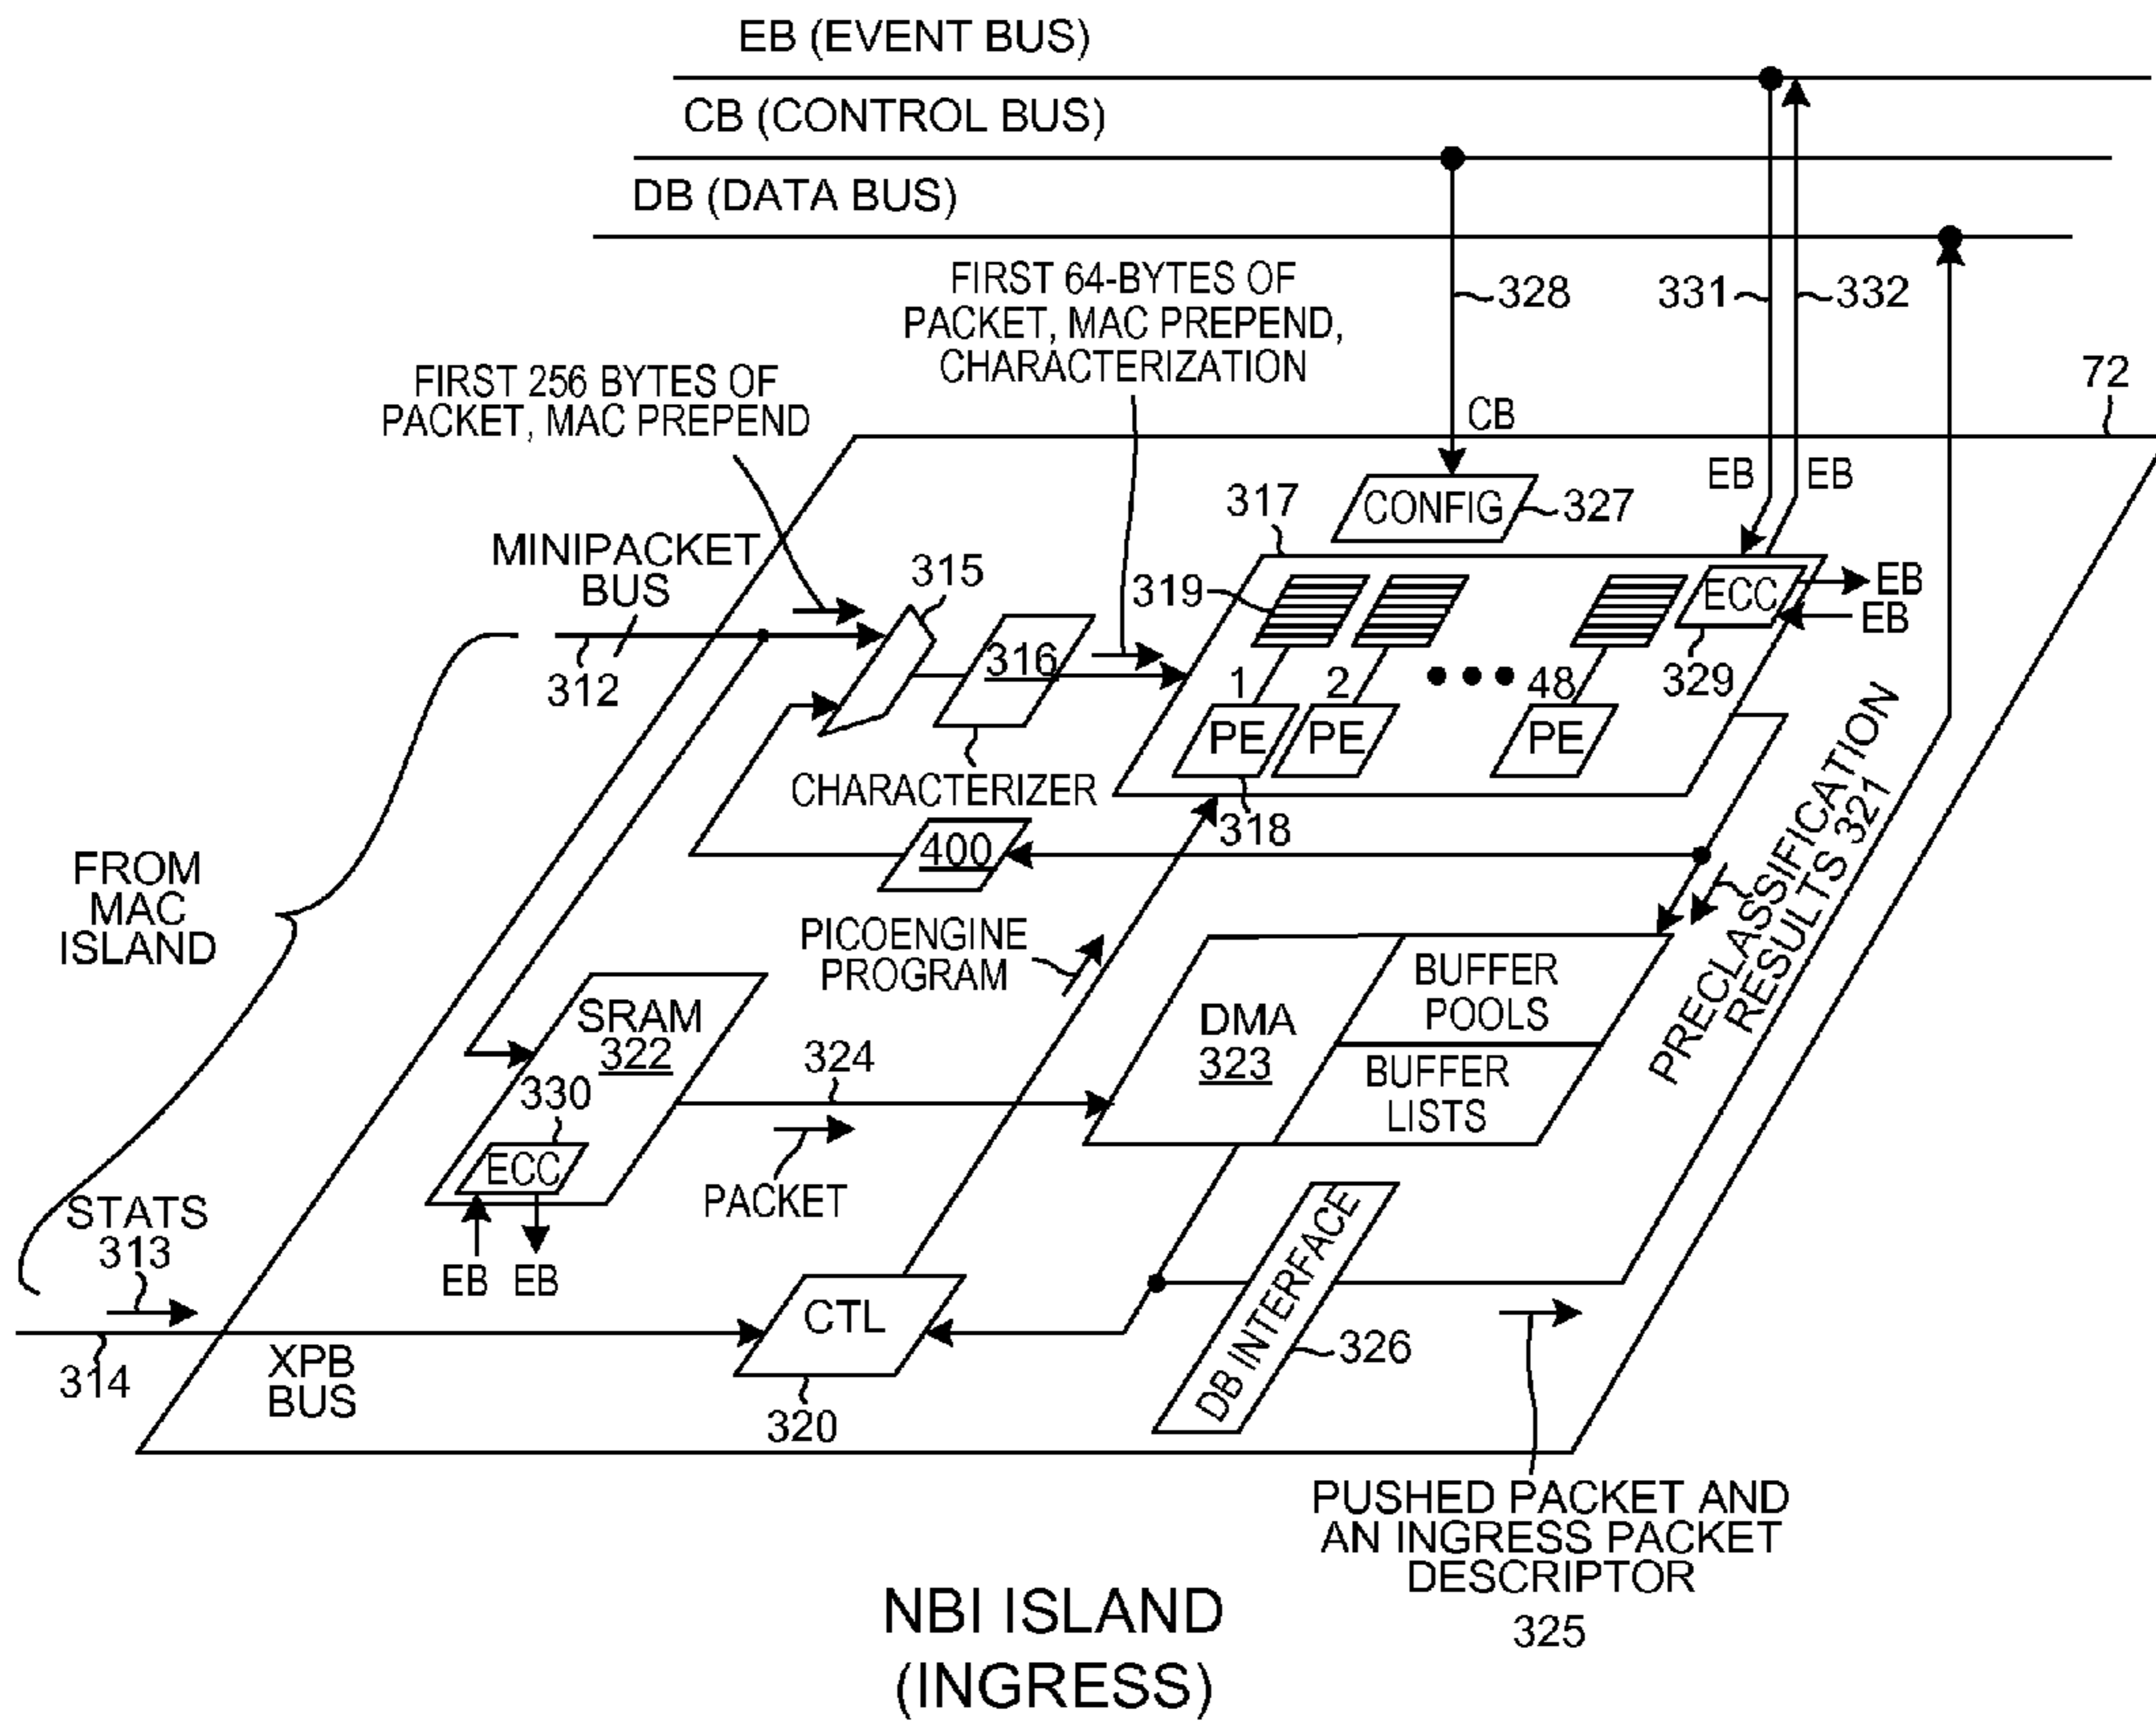 EB (EVENT BUS)
CB (CONTROL BUS)
DB (DATA BUS)
FIRST 64-BYTES OF
PACKET, MAC PREPEND,
CHARACTERIZATION
328
331
332
FIRST 256 BYTES OF
PACKET, MAC PREPEND
72
CB
EB
EB
317
CONFIG
327
MINIPACKET
BUS
315
319
ECC
EB
EB
312
316
1
2
48
329
PE
PE
PE
CHARACTERIZER
318
400
FROM
MAC
ISLAND
PICOENGINE
PROGRAM
PRECLASSIFICATION
RESULTS 321
SRAM
322
324
DMA
323
BUFFER
POOLS
BUFFER
LISTS
330
ECC
PACKET
STATS
313
EB
EB
CTL
DB INTERFACE
326
314
XPB
BUS
320
PUSHED PACKET AND
AN INGRESS PACKET
DESCRIPTOR
325
NBI ISLAND
(INGRESS)